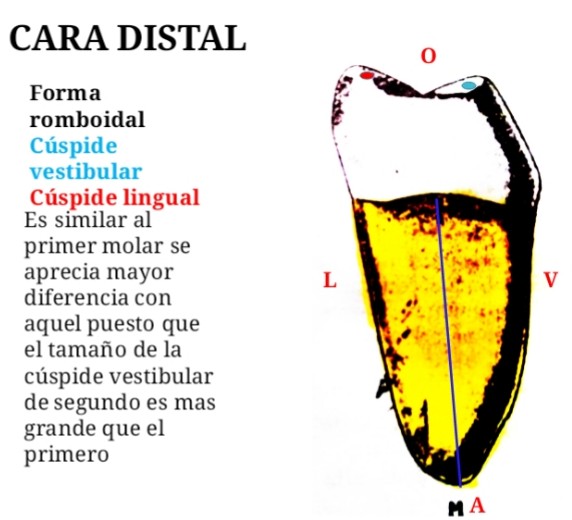 CARA DISTAL
Forma
romboidal
Cúspide
vestibular
Cúspide lingual
Es similar al
primer molar se
aprecia mayor
diferencia con
aquel puesto que
el tamaño de la
cúspide vestibular
de segundo es mas
grande que el
primero
O
L
V
M A